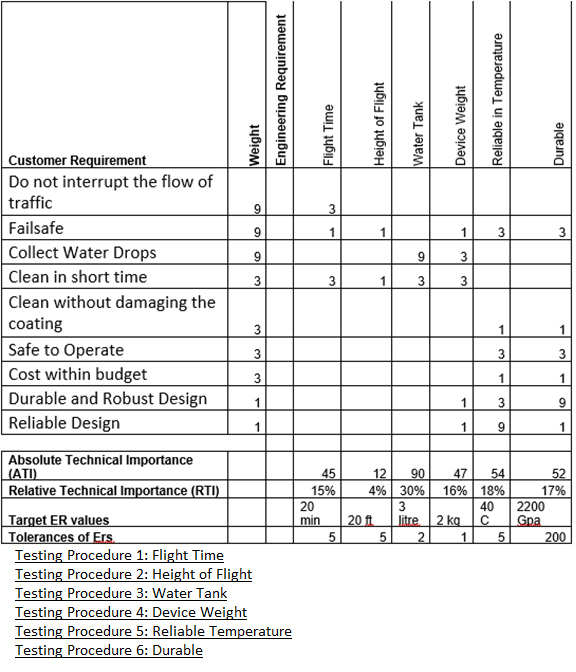 Customer Requirement Weight Engineering Requirement Flight Time Height of Flight Water Tank Device Weight Reliable in Temperature Durable
Do not interrupt the flow of
traffic 9 3
Failsafe 9 1 1 1 3 3
Collect Water Drops 9 9 3
Clean in short time 3 3 1 3 3
Clean without damaging the
coating 3 1 1
Safe to Operate 3 3 3
Cost within budget 3 1 1
Durable and Robust Design 1 1 3 9
Reliable Design 1 1 9 1
Absolute Technical Importance
(ATI) 45 12 90 47 54 52
Relative Technical Importance (RTI) 15% 4% 30% 16% 18% 17%
20 3 40 2200
Target ER values min 20 ft litre 2 kg C Gpa
Tolerances of Ers 5 5 2 1 5 200
Testing Procedure 1: Flight Time
Testing Procedure 2: Height of Flight
Testing Procedure 3: Water Tank
Testing Procedure 4: Device Weight
Testing Procedure 5: Reliable Temperature
Testing Procedure 6: Durable